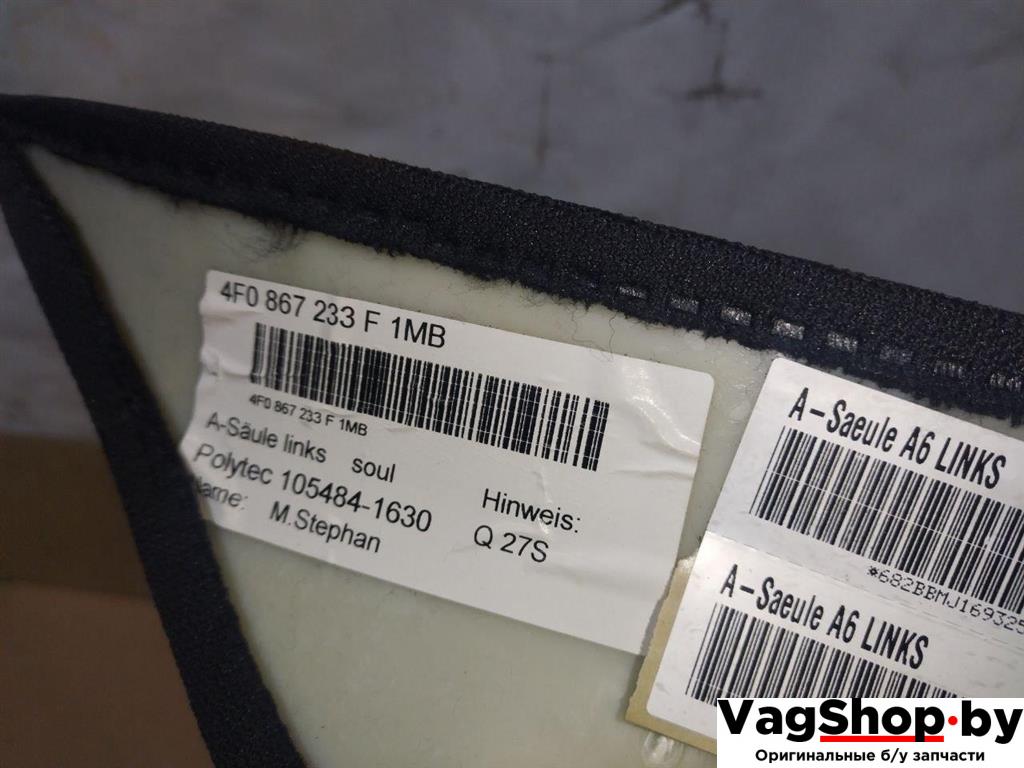 4F0 867 233 F 1MB
4F0 867 233 F 1MB
A-Säule links soul
Polytec 105484-1630
M.Stephan
Hinweis:
Q 27S
A-Saeule A6 LINKS
*682BBMJ169325
A-Saeule A6 LINKS
VagShop.by
Оригинальные б/у запчасти